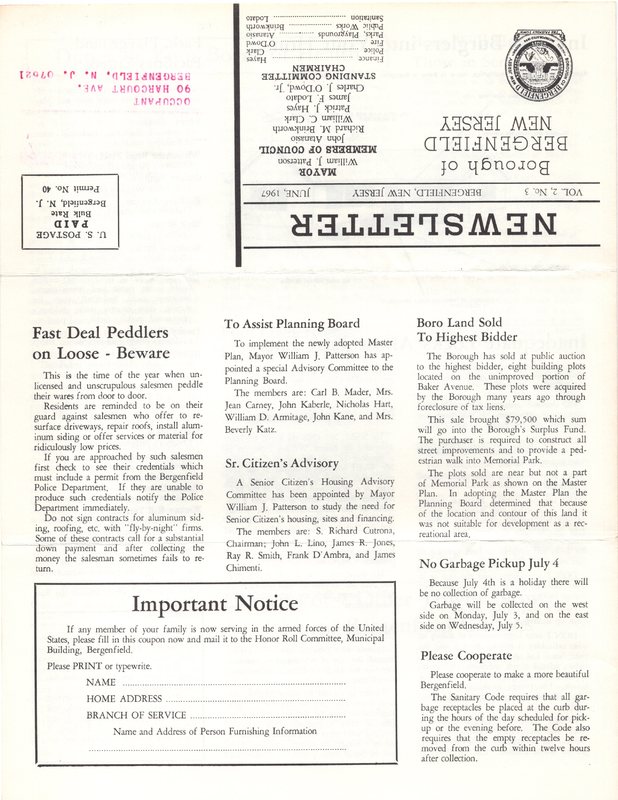 NEWSLETTER
VOL. 2, No. 3 BERGENFIELD, NEW JERSEY JUNE, 1967
Borough of
BERGENFIELD
NEW JERSEY
MAYOR
William J. Patterson
MEMBERS OF COUNCIL
John Atanasio
Richard M. Brinkworth
William C. Clark
Patrick J. Hayes
James F. Lodato
Charles J. O'Dowd, Jr.
STANDING COMMITTEE
CHAIRMEN
Finance Hayes
Police Clark
Fire O'Dowd
Parks, Playgrounds Atanasio
Public Works Brinkworth
Sanitation Lodato
U. S. POSTAGE
PAID
Bulk Rate
Bergenfield, N. J.
Permit No. 40
OCCUPANT
90 HARCOURT AVE.
BERGENFIELD, N. J. 07621
Fast Deal Peddlers
on Loose - Beware
This is the time of the year when un-
licensed and unscrupulous salesmen peddle
their wares from door to door.
Residents are reminded to be on their
guard against salesmen who offer to re-
surface driveways, repair roofs, install alum-
inum siding or offer services or material for
ridiculously low prices.
If you are approached by such salesmen
first check to see their credentials which
must include a permit from the Bergenfield
Police Department. If they are unable to
produce such credentials notify the Police
Department immediately.
Do not sign contracts for aluminum sid-
ing, roofing, etc. with "fly-by-night" firms.
Some of these contracts call for a substantial
down payment and after collecting the
money the salesman sometimes fails to re-
turn.
To Assist Planning Board
To implement the newly adopted Master
Plan, Mayor William J. Patterson has ap-
pointed a special Advisory Committee to the
Planning Board.
The members are: Carl B. Mader, Mrs.
Jean Carney, John Kaberle, Nicholas Hart,
William D. Armitage, John Kane, and Mrs.
Beverly Katz.
Sr. Citizen's Advisory
A Senior Citizen's Housing Advisory
Committee has been appointed by Mayor
William J. Patterson to study the need for
Senior Citizen's housing, sites and financing.
The members are: S. Richard Cutrona,
Chairman; John L. Lino, James R. Jones,
Ray R. Smith, Frank D'Ambra, and James
Chimenti.
Boro Land Sold
To Highest Bidder
The Borough has sold at public auction
to the highest bidder, eight building plots
located on the unimproved portion of
Baker Avenue. These plots were acquired
by the Borough many years ago through
foreclosure of tax liens.
This sale brought $79,500 which sum
will go into the Borough's Surplus Fund.
The purchaser is required to construct all
street improvements and to provide a ped-
estrian walk into Memorial Park.
The plots sold are near but not a part
of Memorial Park as shown on the Master
Plan. In adopting the Master Plan the
Planning Board determined that because
of the location and contour of this land it
was not suitable for development as a rec-
reational area.
No Garbage Pickup July 4
Because July 4th is a holiday there will
be no collection of garbage.
Garbage will be collected on the west
side on Monday, July 3, and on the east
side on Wednesday, July 5.
Please Cooperate
Please cooperate to make a more beautiful
Bergenfield.
The Sanitary Code requires that all gar-
bage receptacles be placed at the curb dur-
ing the hours of the day scheduled for pick-
up or the evening before. The Code also
requires that the empty receptacles be re-
moved from the curb within twelve hours
after collection.
Important Notice
If any member of your family is now serving in the armed forces of the United
States, please fill in this coupon now and mail it to the Honor Roll Committee, Municipal
Building, Bergenfield.
Please PRINT or typewrite.
NAME
HOME ADDRESS
BRANCH OF SERVICE
Name and Address of Person Furnishing Information